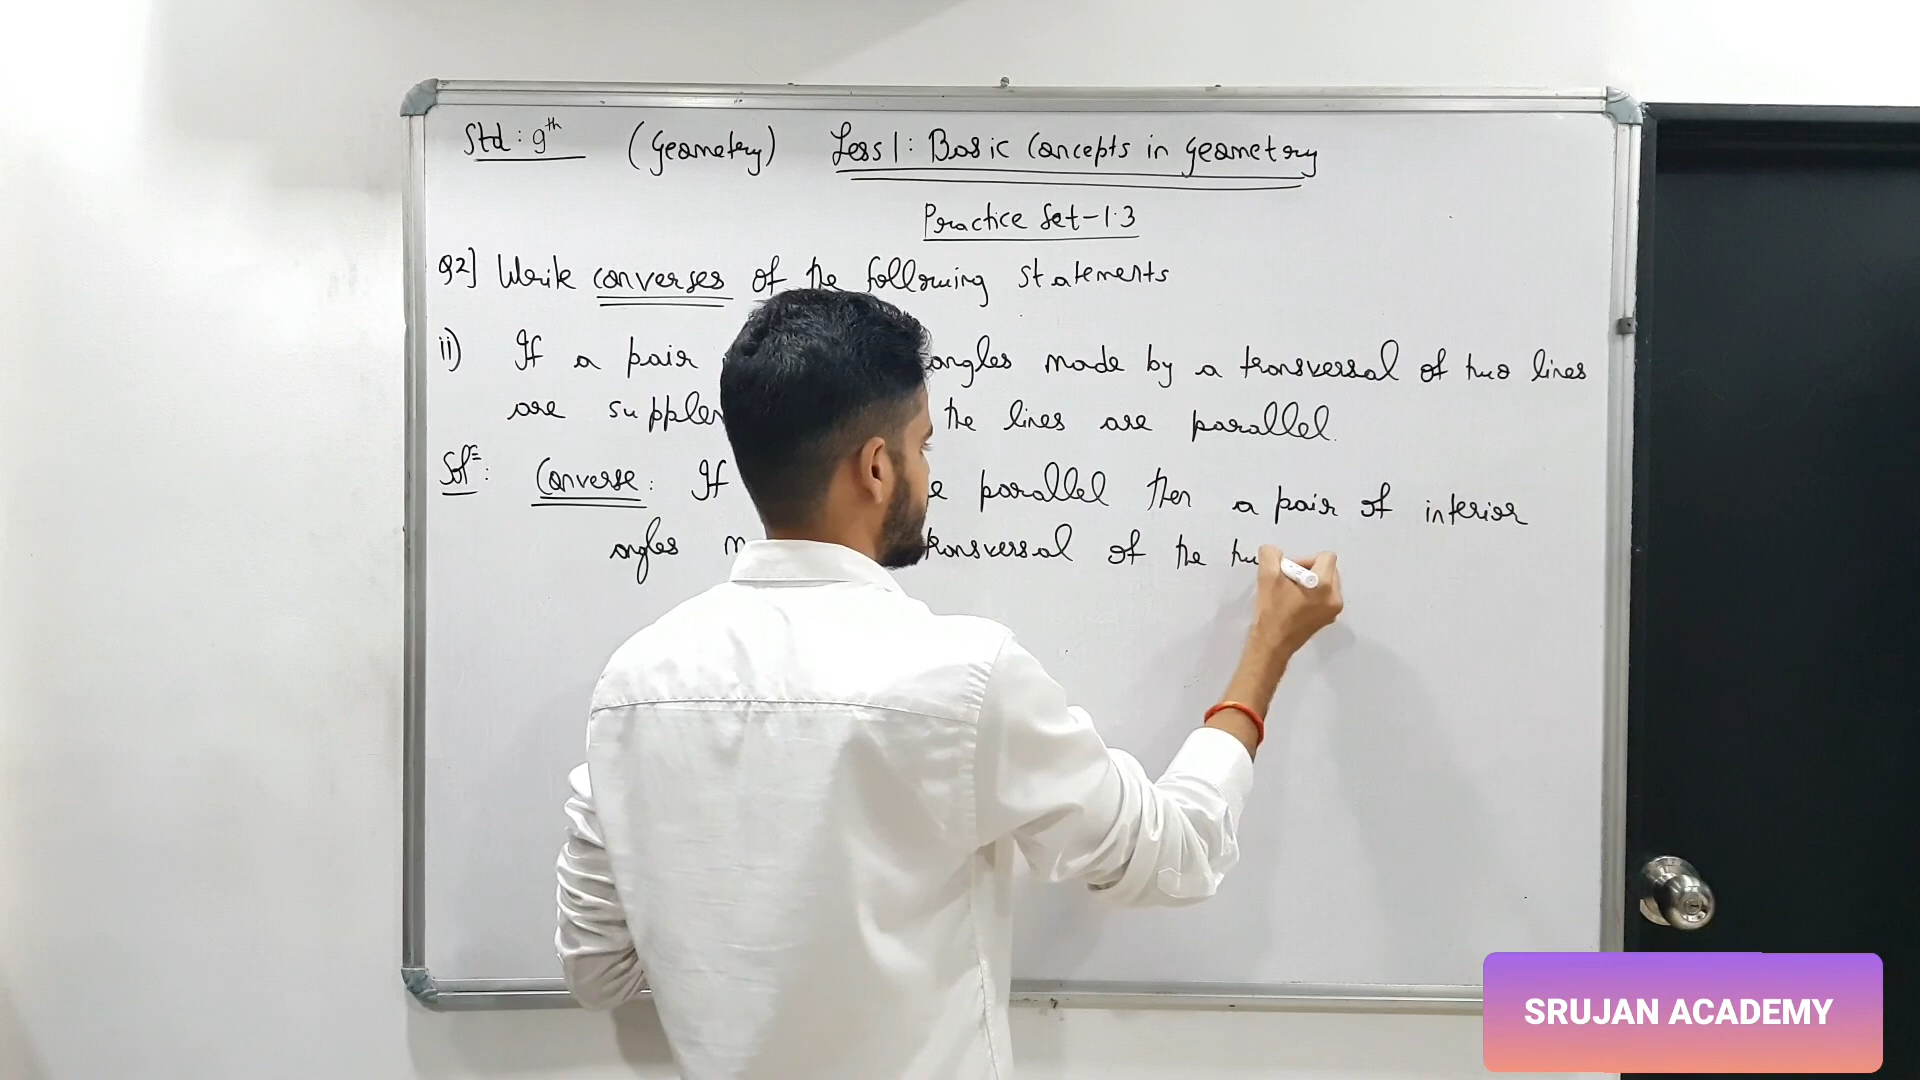 Std : 9th (Geometry) Less 1 : Basic Concepts in geometry
Practice Set-1.3
Q2] Write converses of the following statements
ii) If a pair angles made by a transversal of two lines
are the lines are parallel.
Soln : Converse : If parallel then a pair of interior
angles transversal of the
SRUJAN ACADEMY